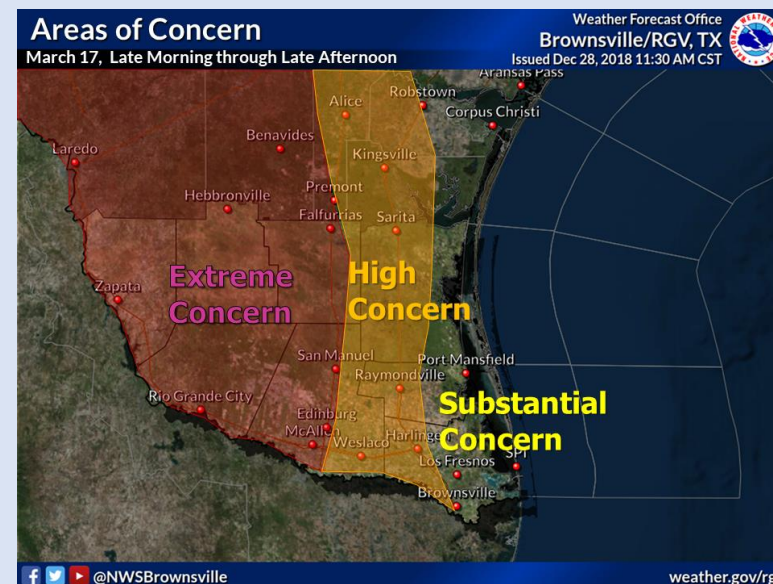 Areas of Concern
March 17, Late Morning through Late Afternoon
Weather Forecast Office
Brownsville/RGV, TX
Issued Dec 28, 2018 11:30 AM CST
Aransas Pass
Robstown
Alice
Corpus Christi
Benavides
Laredo
Kingsville
Premont
Hebbronville
Falfurrias
Sarita
Extreme
Concern
High
Concern
Zapata
San Manuel
Port Mansfield
Raymondville
Rio Grande City
Substantial
Concern
Edinburg
McAllen
Weslaco
Harlingen
SPI
Los Fresnos
Brownsville
@NWSBrownsville